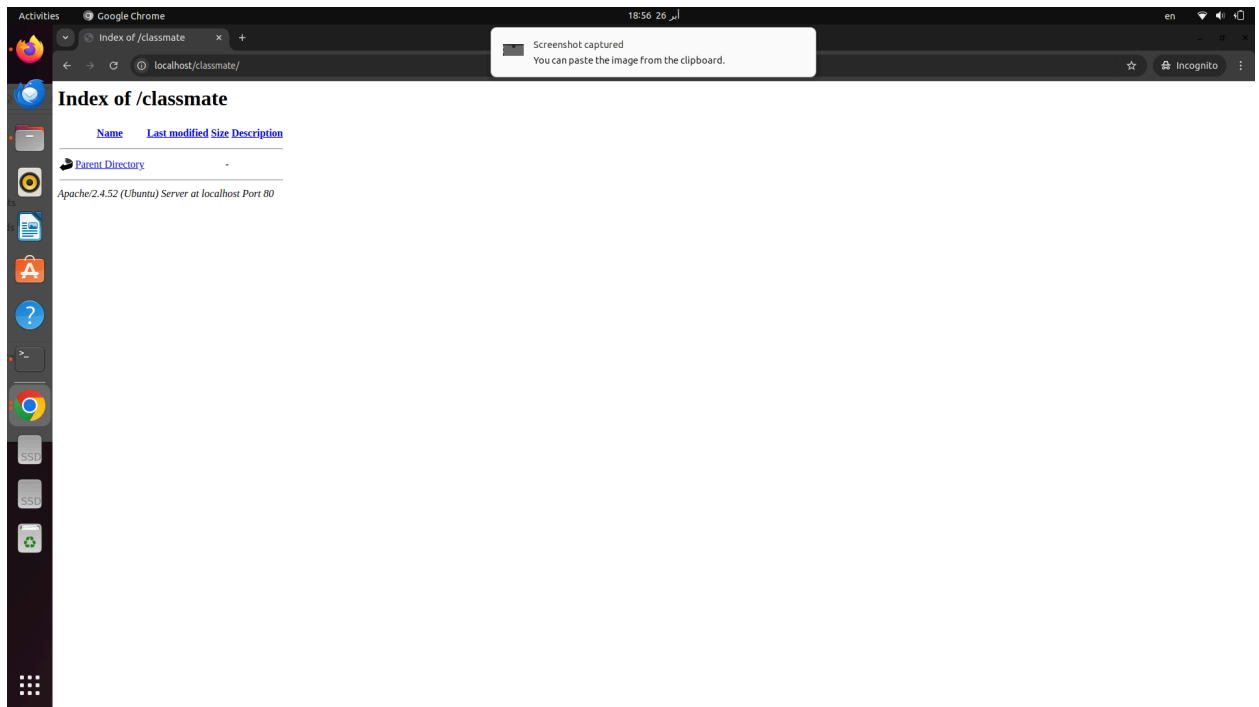 Activities Google Chrome 18:56 26 أبر en
Index of /classmate × +
Screenshot captured
You can paste the image from the clipboard.
localhost/classmate/ Incognito
Index of /classmate
Name Last modified Size Description
Parent Directory -
Apache/2.4.52 (Ubuntu) Server at localhost Port 80
SSD
SSD